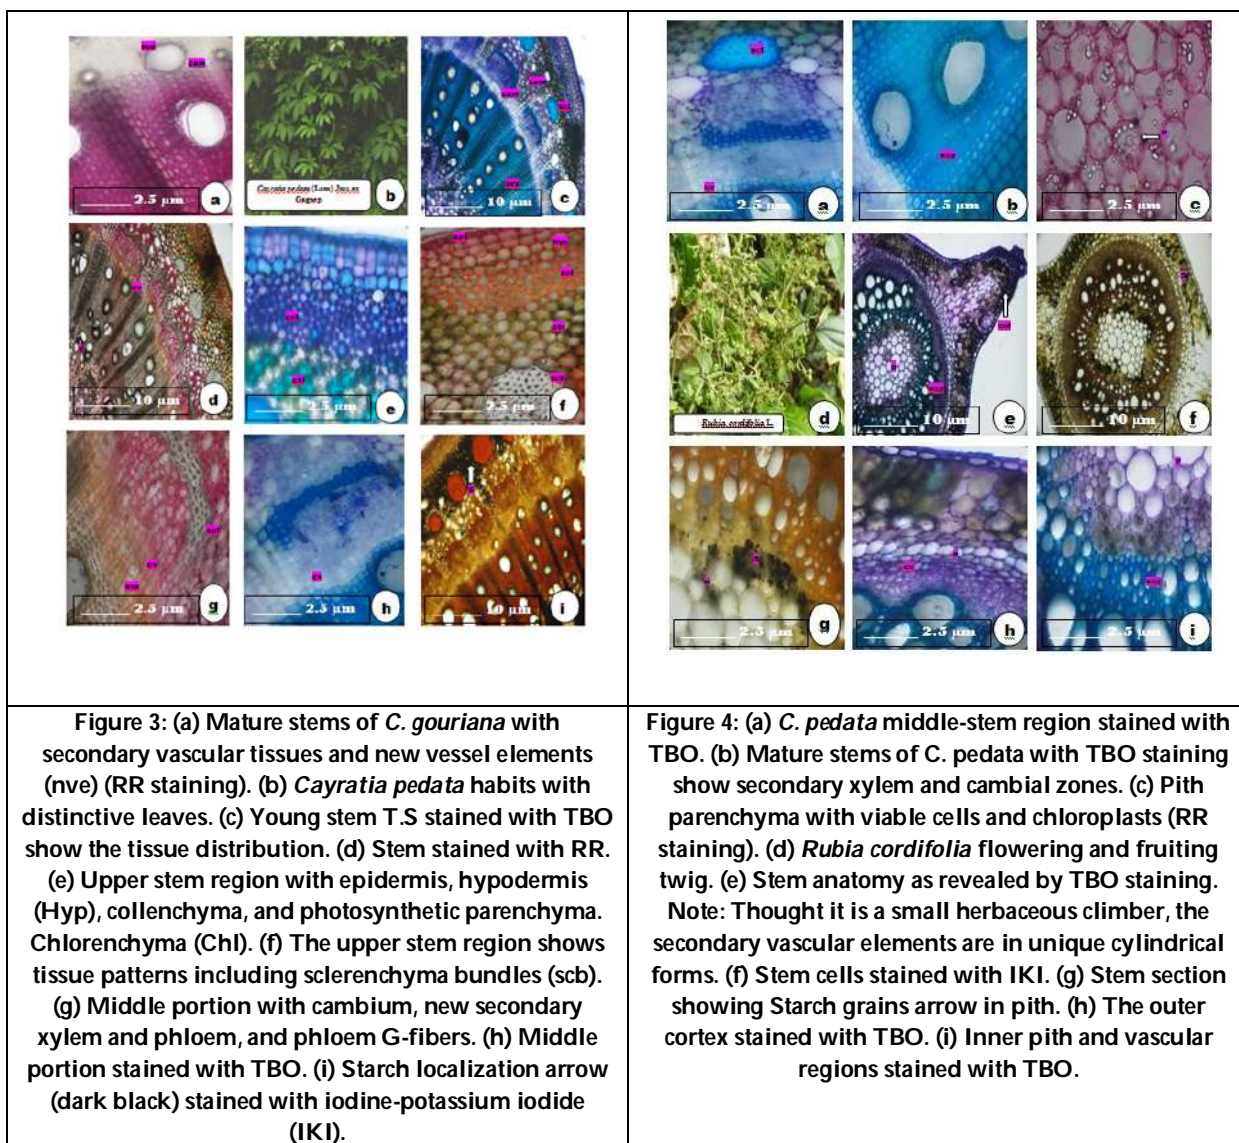 2.5 µm
a
Cayratia pedata (Lam) Juss. ex
Gagnep
b
10 µm
c
10 µm
d
2.5 µm
e
2.5 µm
f
2.5 µm
g
2.5 µm
h
10 µm
i
Figure 3: (a) Mature stems of C. gouriana with
secondary vascular tissues and new vessel elements
(nve) (RR staining). (b) Cayratia pedata habits with
distinctive leaves. (c) Young stem T.S stained with TBO
show the tissue distribution. (d) Stem stained with RR.
(e) Upper stem region with epidermis, hypodermis
(Hyp), collenchyma, and photosynthetic parenchyma.
Chlorenchyma (Chl). (f) The upper stem region shows
tissue patterns including sclerenchyma bundles (scb).
(g) Middle portion with cambium, new secondary
xylem and phloem, and phloem G-fibers. (h) Middle
portion stained with TBO. (i) Starch localization arrow
(dark black) stained with iodine-potassium iodide
(IKI).
2.5 µm
a
2.5 µm
b
2.5 µm
c
Rubia cordifolia L.
d
10 µm
e
10 µm
f
2.5 µm
g
2.5 µm
h
2.5 µm
i
Figure 4: (a) C. pedata middle-stem region stained with
TBO. (b) Mature stems of C. pedata with TBO staining
show secondary xylem and cambial zones. (c) Pith
parenchyma with viable cells and chloroplasts (RR
staining). (d) Rubia cordifolia flowering and fruiting
twig. (e) Stem anatomy as revealed by TBO staining.
Note: Thought it is a small herbaceous climber, the
secondary vascular elements are in unique cylindrical
forms. (f) Stem cells stained with IKI. (g) Stem section
showing Starch grains arrow in pith. (h) The outer
cortex stained with TBO. (i) Inner pith and vascular
regions stained with TBO.